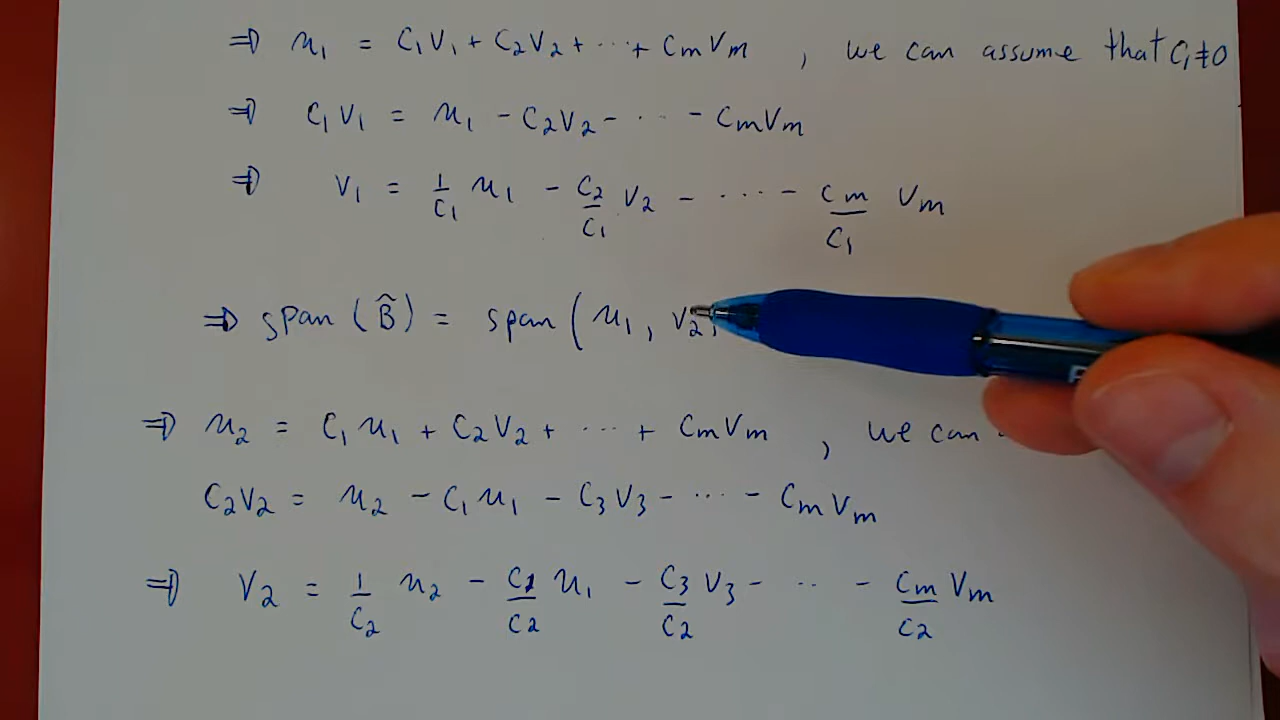 ⇒ u₁ = c₁v₁ + c₂v₂ + ··· + cₘvₘ , we can assume that c₁≠0
⇒ c₁v₁ = u₁ - c₂v₂ - ··· - cₘvₘ
⇒ v₁ = 1/c₁ u₁ - c₂/c₁ v₂ - ···· - cₘ/c₁ vₘ
⇒ span (B̃) = span (u₁, v₂,
⇒ u₂ = c₁u₁ + c₂v₂ + ··· + cₘvₘ , we can
c₂v₂ = u₂ - c₁u₁ - c₃v₃ - ··· - cₘvₘ
⇒ v₂ = 1/c₂ u₂ - c₁/c₂ u₁ - c₃/c₂ v₃ - ·· - cₘ/c₂ vₘ